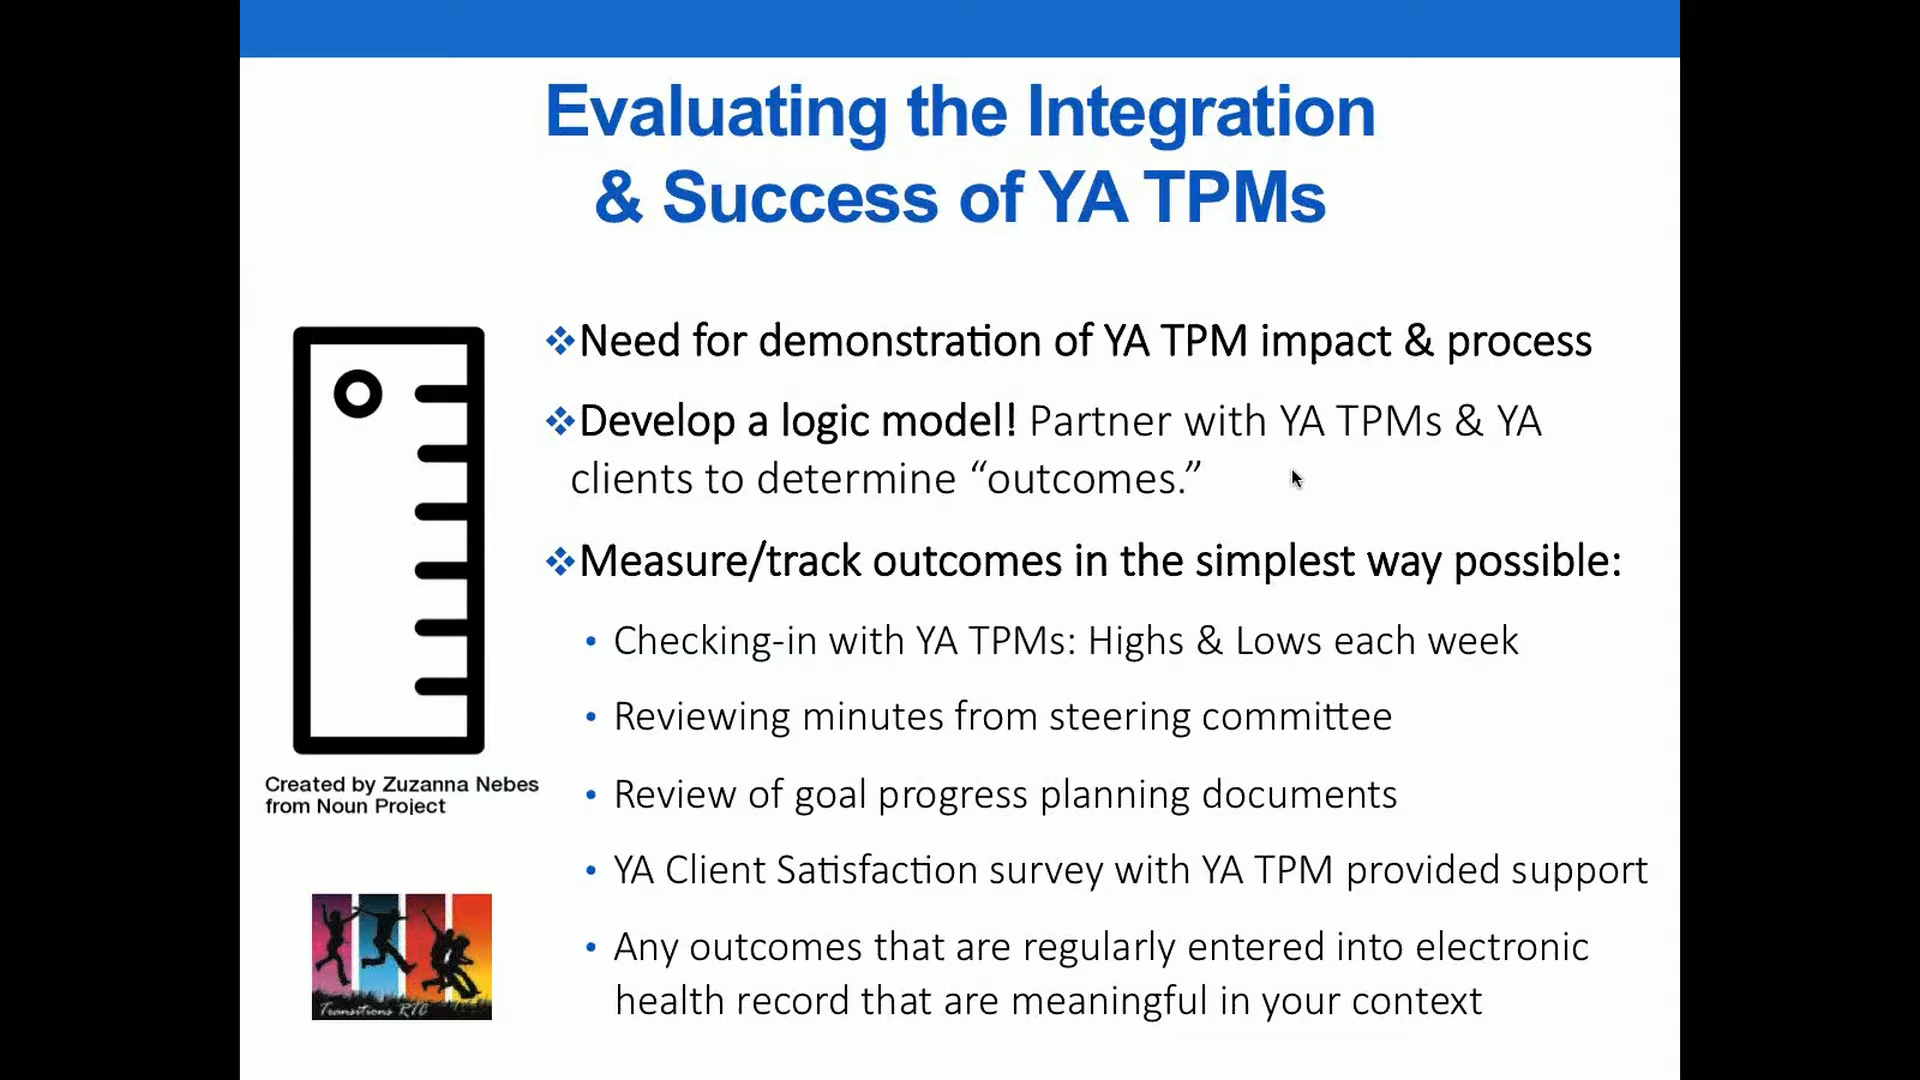 Evaluating the Integration
& Success of YA TPMs
❖Need for demonstration of YA TPM impact & process
❖Develop a logic model! Partner with YA TPMs & YA
clients to determine “outcomes.”
❖Measure/track outcomes in the simplest way possible:
• Checking-in with YA TPMs: Highs & Lows each week
• Reviewing minutes from steering committee
• Review of goal progress planning documents
• YA Client Satisfaction survey with YA TPM provided support
• Any outcomes that are regularly entered into electronic
health record that are meaningful in your context
Created by Zuzanna Nebes
from Noun Project
Transitions RTC